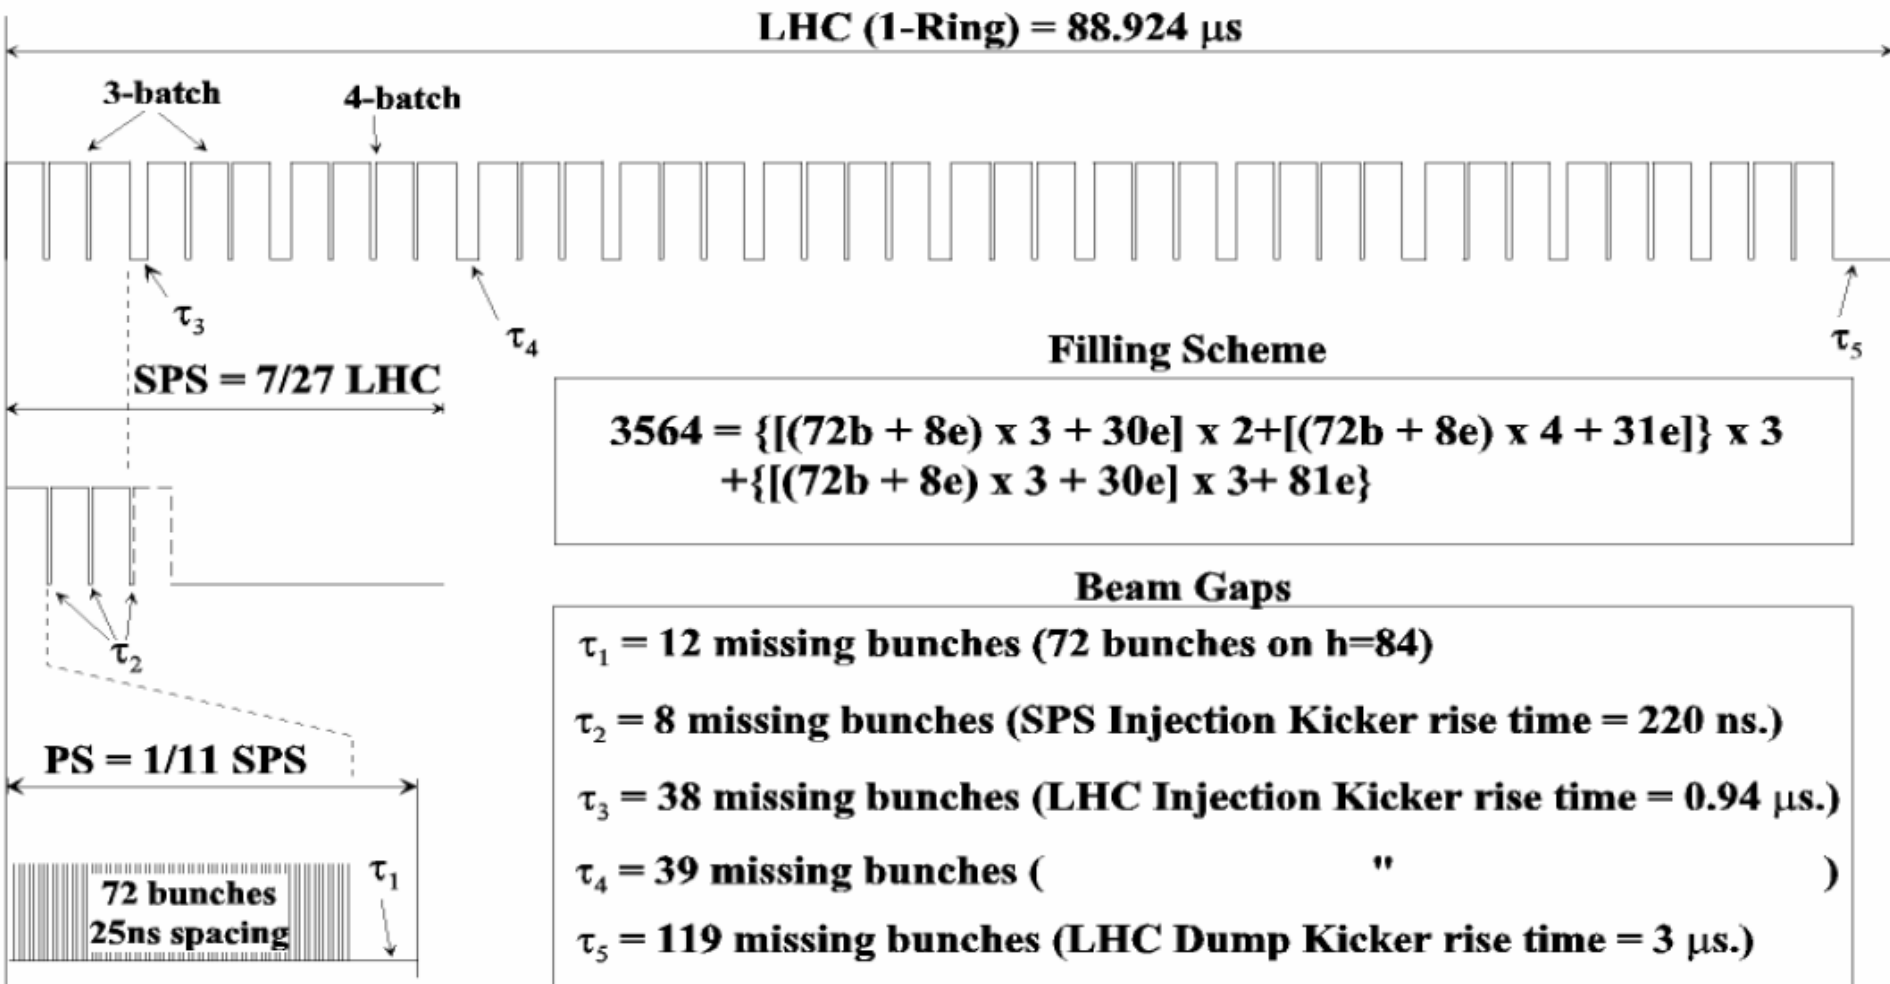 LHC (1-Ring) = 88.924 μs
3-batch
4-batch
τ3
τ4
τ5
SPS = 7/27 LHC
Filling Scheme
3564 = {[(72b + 8e) x 3 + 30e] x 2+[(72b + 8e) x 4 + 31e]} x 3
+{[(72b + 8e) x 3 + 30e] x 3+ 81e}
τ2
Beam Gaps
τ1 = 12 missing bunches (72 bunches on h=84)
τ2 = 8 missing bunches (SPS Injection Kicker rise time = 220 ns.)
τ3 = 38 missing bunches (LHC Injection Kicker rise time = 0.94 μs.)
τ4 = 39 missing bunches ( " )
τ5 = 119 missing bunches (LHC Dump Kicker rise time = 3 μs.)
PS = 1/11 SPS
72 bunches
25ns spacing
τ1